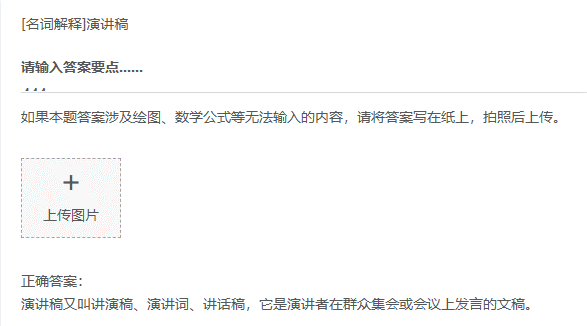 [名词解释]演讲稿
请输入答案要点......
如果本题答案涉及绘图、数学公式等无法输入的内容，请将答案写在纸上，拍照后上传。
+
上传图片
正确答案：
演讲稿又叫讲演稿、演讲词、讲话稿，它是演讲者在群众集会或会议上发言的文稿。